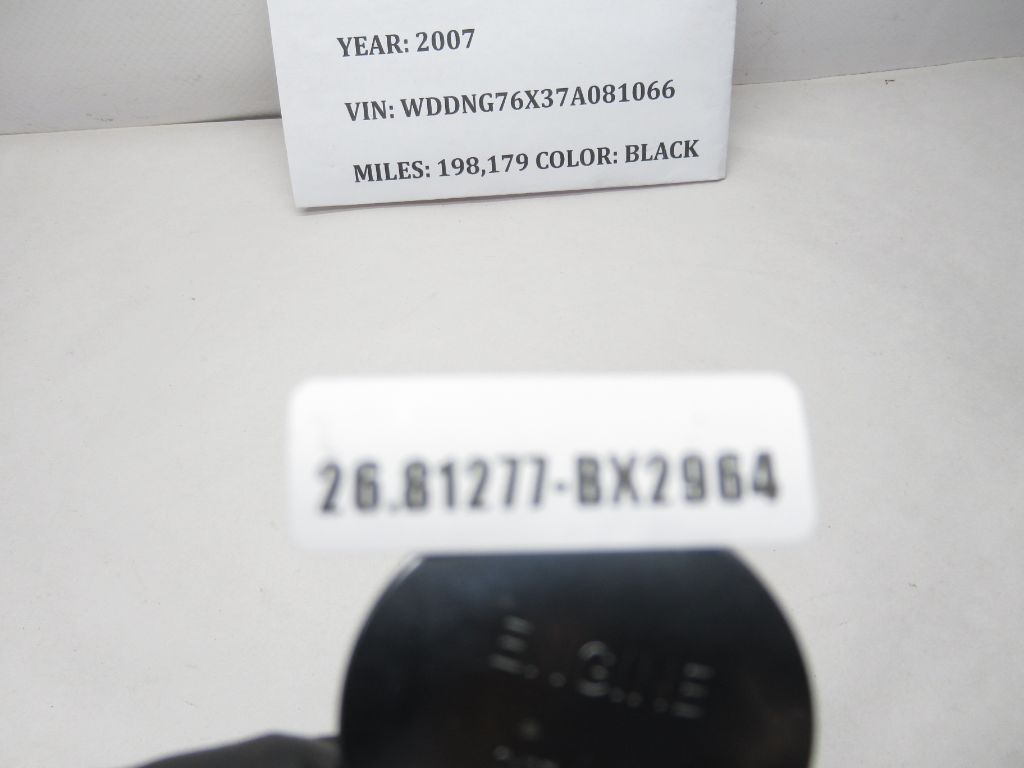 YEAR: 2007
VIN: WDDNG76X37A081066
MILES: 198,179 COLOR: BLACK
26.81277-BX2964